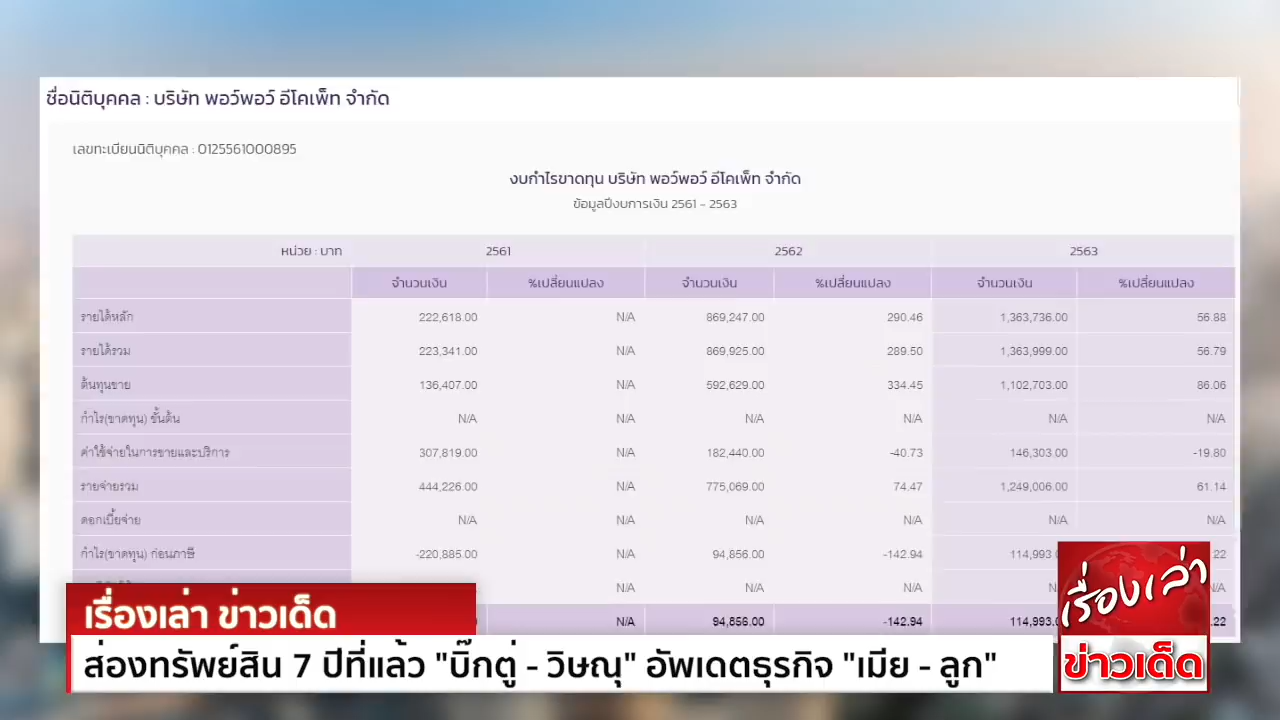 ชื่อนิติบุคคล : บริษัท พอว์พอว์ อีโคเพ็ท จำกัด
เลขทะเบียนนิติบุคคล : 0125561000895
งบกำไรขาดทุน บริษัท พอว์พอว์ อีโคเพ็ท จำกัด
ข้อมูลปีงบการเงิน 2561 - 2563
หน่วย : บาท 2561 2562 2563
จำนวนเงิน %เปลี่ยนแปลง จำนวนเงิน %เปลี่ยนแปลง จำนวนเงิน %เปลี่ยนแปลง
รายได้หลัก 222,618.00 N/A 869,247.00 290.46 1,363,736.00 56.88
รายได้รวม 223,341.00 N/A 869,925.00 289.50 1,363,999.00 56.79
ต้นทุนขาย 136,407.00 N/A 592,629.00 334.45 1,102,703.00 86.06
กำไร(ขาดทุน) ขั้นต้น N/A N/A N/A N/A N/A N/A
ค่าใช้จ่ายในการขายและบริการ 307,819.00 N/A 182,440.00 -40.73 146,303.00 -19.80
รายจ่ายรวม 444,226.00 N/A 775,069.00 74.47 1,249,006.00 61.14
ดอกเบี้ยจ่าย N/A N/A N/A N/A N/A N/A
กำไร(ขาดทุน) ก่อนภาษี -220,885.00 N/A 94,856.00 -142.94 114,993. .22
N/A N/A N/A
N/A 94,856.00 -142.94 114,993. .22
เรื่องเล่า ข่าวเด็ด
ส่องทรัพย์สิน 7 ปีที่แล้ว "บิ๊กตู่ - วิษณุ" อัพเดตธุรกิจ "เมีย - ลูก"
เรื่องเล่า
ข่าวเด็ด